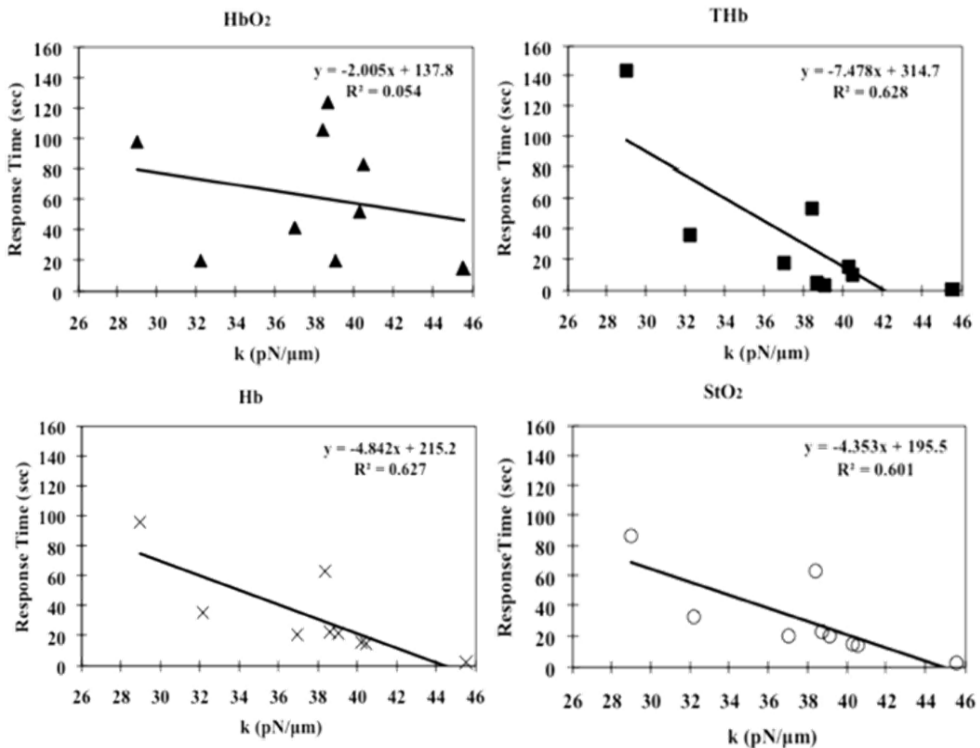 HbO₂
y = -2.005x + 137.8
R² = 0.054
Response Time (sec)
160
140
120
100
80
60
40
20
0
26 28 30 32 34 36 38 40 42 44 46
k (pN/µm)
THb
y = -7.478x + 314.7
R² = 0.628
Response Time (sec)
160
140
120
100
80
60
40
20
0
26 28 30 32 34 36 38 40 42 44 46
k (pN/µm)
Hb
y = -4.842x + 215.2
R² = 0.627
Response Time (sec)
160
140
120
100
80
60
40
20
0
26 28 30 32 34 36 38 40 42 44 46
k (pN/µm)
StO₂
y = -4.353x + 195.5
R² = 0.601
ResponseTime (sec)
160
140
120
100
80
60
40
20
0
26 28 30 32 34 36 38 40 42 44 46
k (pN/µm)